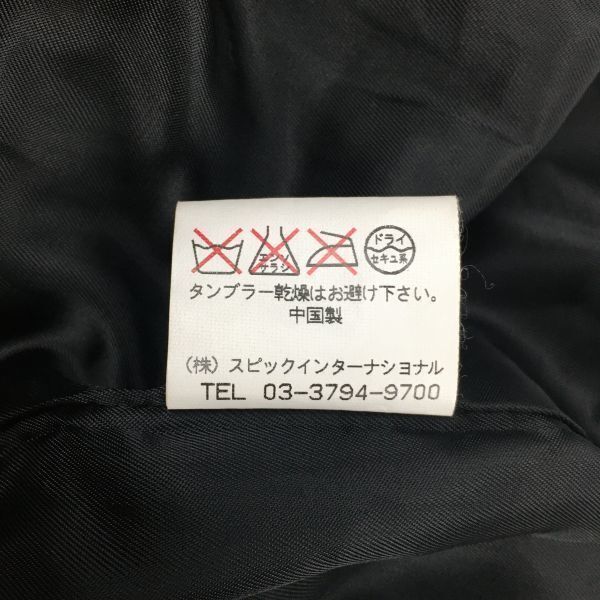 エンソ サラシ ドライ セキユ系
タンブラー乾燥はお避け下さい。
中国製
(株) スピックインターナショナル
TEL 03-3794-9700